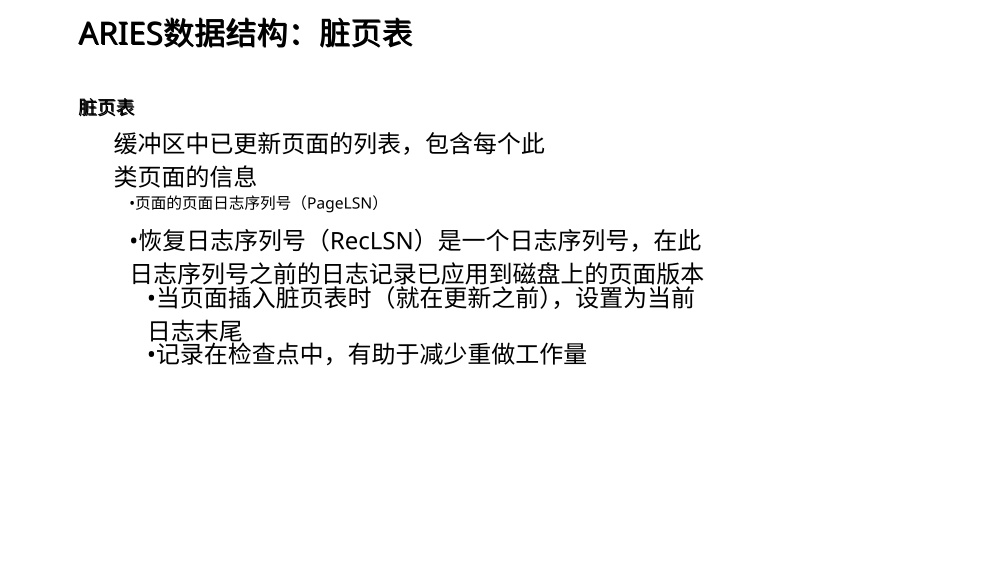 ARIES数据结构：脏页表
脏页表
缓冲区中已更新页面的列表，包含每个此
类页面的信息
•页面的页面日志序列号（PageLSN）
•恢复日志序列号（RecLSN）是一个日志序列号，在此
日志序列号之前的日志记录已应用到磁盘上的页面版本
•当页面插入脏页表时（就在更新之前），设置为当前
日志末尾
•记录在检查点中，有助于减少重做工作量